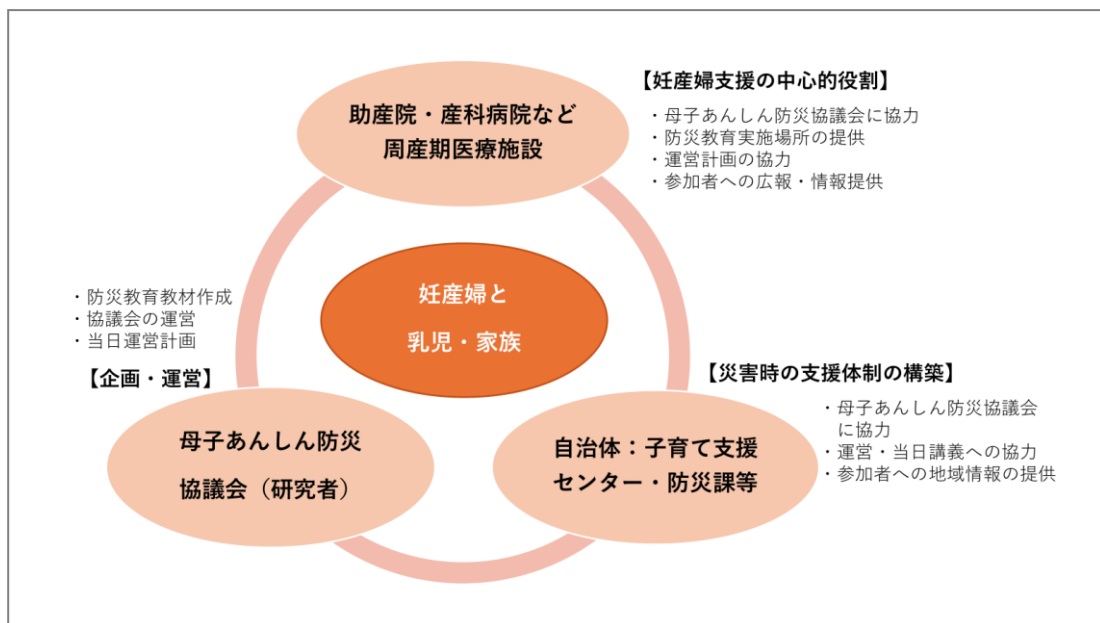 助産院・産科病院など
周産期医療施設
【妊産婦支援の中心的役割】
・母子あんしん防災協議会に協力
・防災教育実施場所の提供
・運営計画の協力
・参加者への広報・情報提供
妊産婦と
乳児・家族
・防災教育教材作成
・協議会の運営
・当日運営計画
【企画・運営】
母子あんしん防災
協議会（研究者）
【災害時の支援体制の構築】
・母子あんしん防災協議会
に協力
・運営・当日講義への協力
・参加者への地域情報の提供
自治体：子育て支援
センター・防災課等